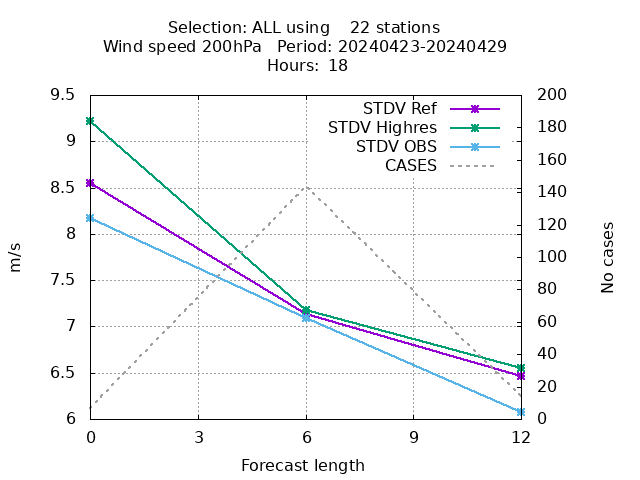 Selection: ALL using    22 stations
Wind speed 200hPa   Period: 20240423-20240429
Hours:  18
9.5
9
8.5
8
7.5
7
6.5
6
m/s
STDV Ref
STDV Highres
STDV OBS
CASES
200
180
160
140
120
100
80
60
40
20
0
No cases
0 3 6 9 12
Forecast length